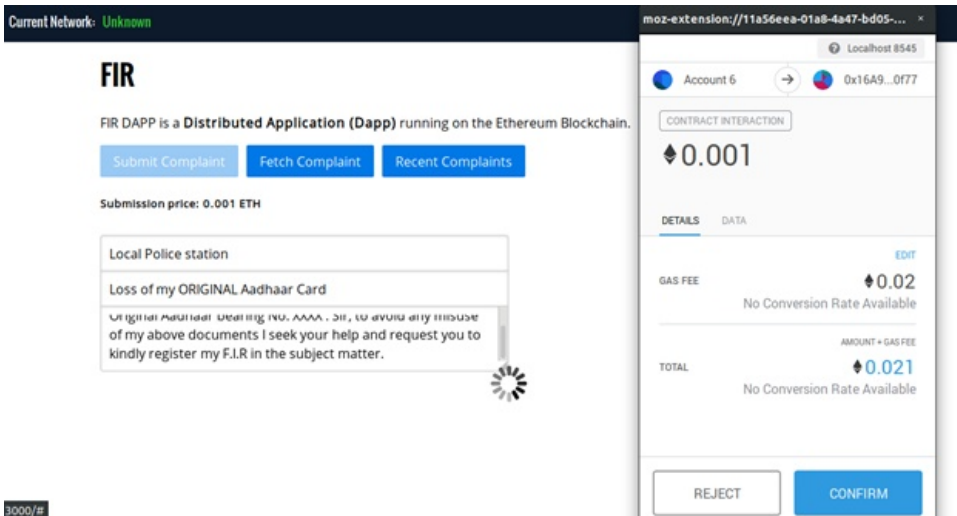 Current Network: Unknown
FIR
FIR DAPP is a Distributed Application (Dapp) running on the Ethereum Blockchain.
Submit Complaint Fetch Complaint Recent Complaints
Submission price: 0.001 ETH
Local Police station
Loss of my ORIGINAL Aadhaar Card
Original Aadhaar bearing No. XXXX . Sir, to avoid any misuse
of my above documents I seek your help and request you to
kindly register my F.I.R in the subject matter.
3000/#
moz-extension://11a56eea-01a8-4a47-bd05-... ×
Localhost 8545
Account 6 0x16A9...0f77
CONTRACT INTERACTION
0.001
DETAILS DATA
EDIT
GAS FEE 0.02
No Conversion Rate Available
AMOUNT + GAS FEE
TOTAL 0.021
No Conversion Rate Available
REJECT CONFIRM